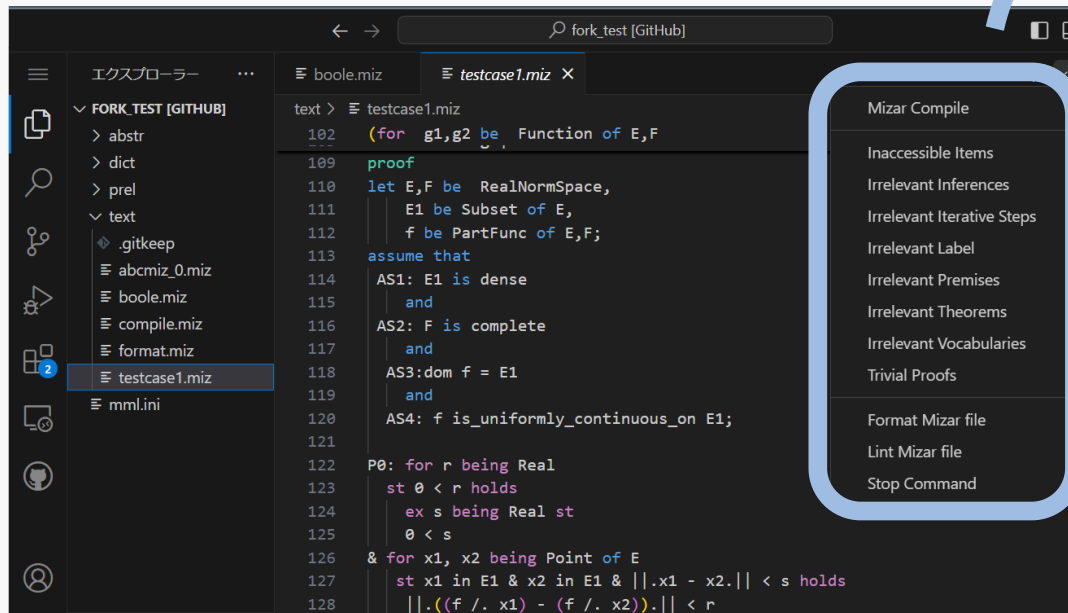 fork_test [GitHub]
エクスプローラー ···
FORK_TEST [GITHUB]
abstr
dict
prel
text
.gitkeep
abcmiz_0.miz
boole.miz
compile.miz
format.miz
testcase1.miz
mml.ini
2
boole.miz
testcase1.miz
text > testcase1.miz
102 (for g1,g2 be Function of E,F
109 proof
110 let E,F be RealNormSpace,
111 E1 be Subset of E,
112 f be PartFunc of E,F;
113 assume that
114 AS1: E1 is dense
115 and
116 AS2: F is complete
117 and
118 AS3:dom f = E1
119 and
120 AS4: f is_uniformly_continuous_on E1;
121
122 P0: for r being Real
123 st 0 < r holds
124 ex s being Real st
125 0 < s
126 & for x1, x2 being Point of E
127 st x1 in E1 & x2 in E1 & ||.x1 - x2.|| < s holds
128 ||.((f /. x1) - (f /. x2)).|| < r
Mizar Compile
Inaccessible Items
Irrelevant Inferences
Irrelevant Iterative Steps
Irrelevant Label
Irrelevant Premises
Irrelevant Theorems
Irrelevant Vocabularies
Trivial Proofs
Format Mizar file
Lint Mizar file
Stop Command